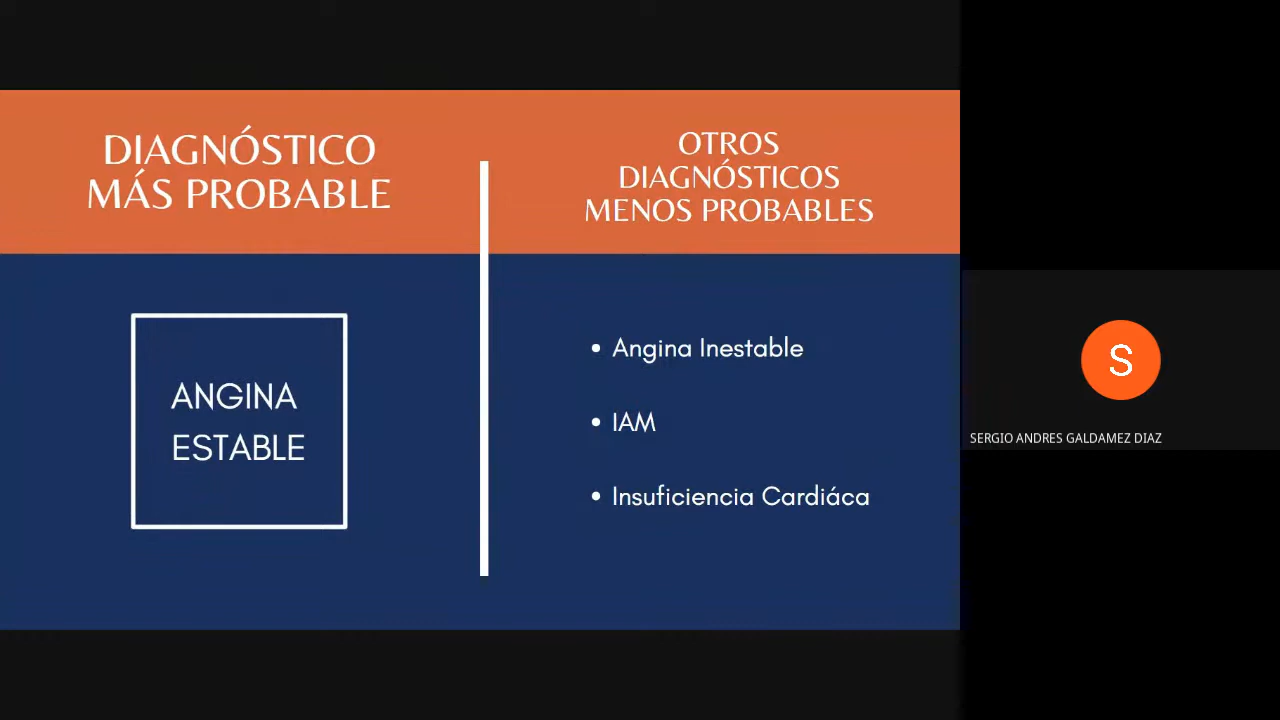 DIAGNÓSTICO
MÁS PROBABLE
ANGINA
ESTABLE
OTROS
DIAGNÓSTICOS
MENOS PROBABLES
• Angina Inestable
• IAM
• Insuficiencia Cardiáca
S
SERGIO ANDRES GALDAMEZ DIAZ